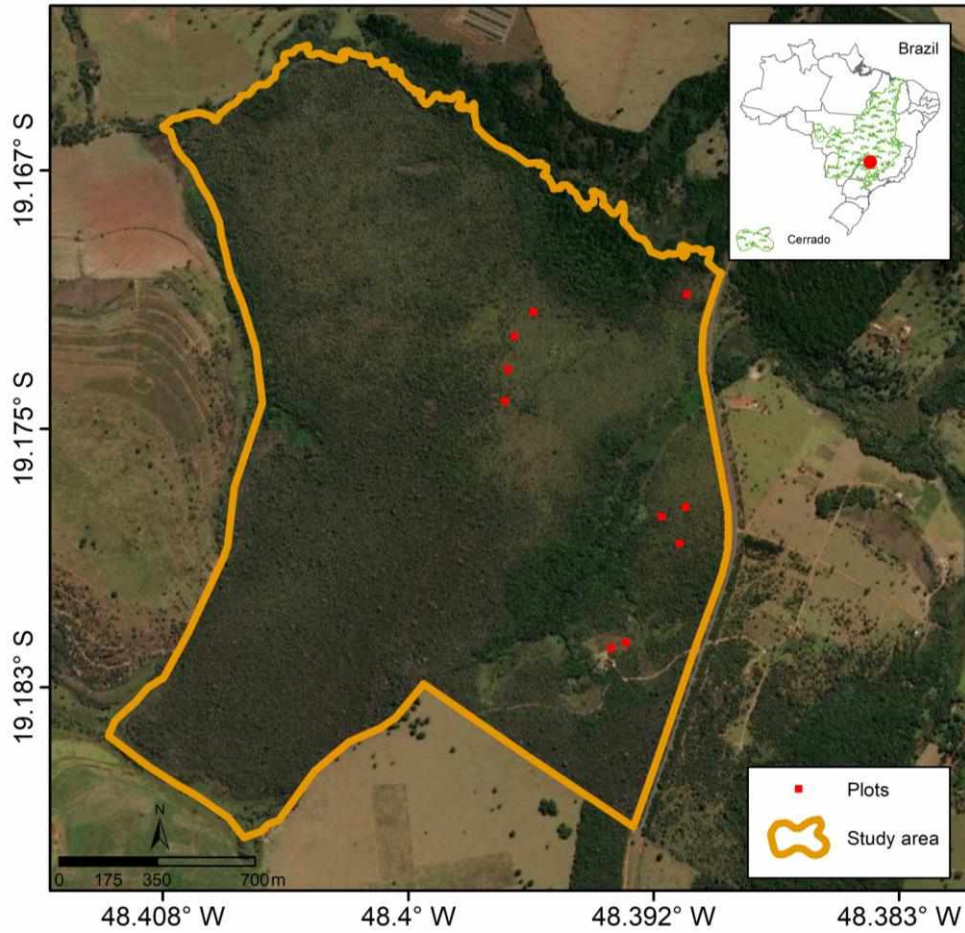 Brazil
Cerrado
19.167° S
19.175° S
19.183° S
Plots
Study area
N
0 175 350 700 m
48.408° W 48.4° W 48.392° W 48.383° W